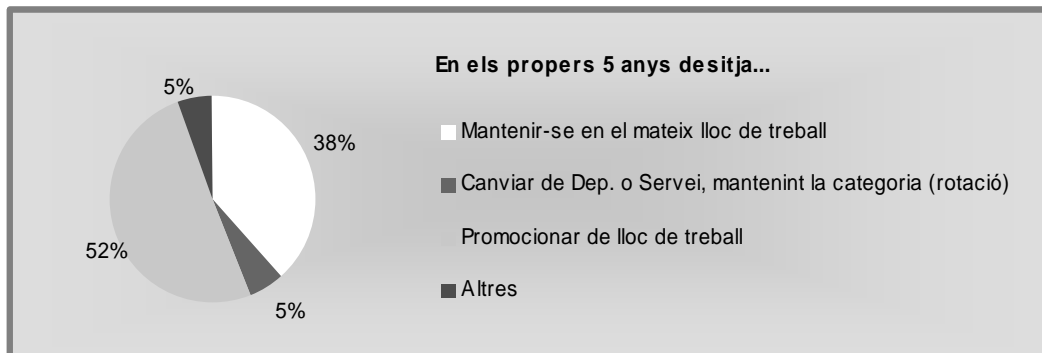 En els propers 5 anys desitja...
5%
38%
52%
5%
Mantenir-se en el mateix lloc de treball
Canviar de Dep. o Servei, mantenint la categoria (rotació)
Promocionar de lloc de treball
Altres